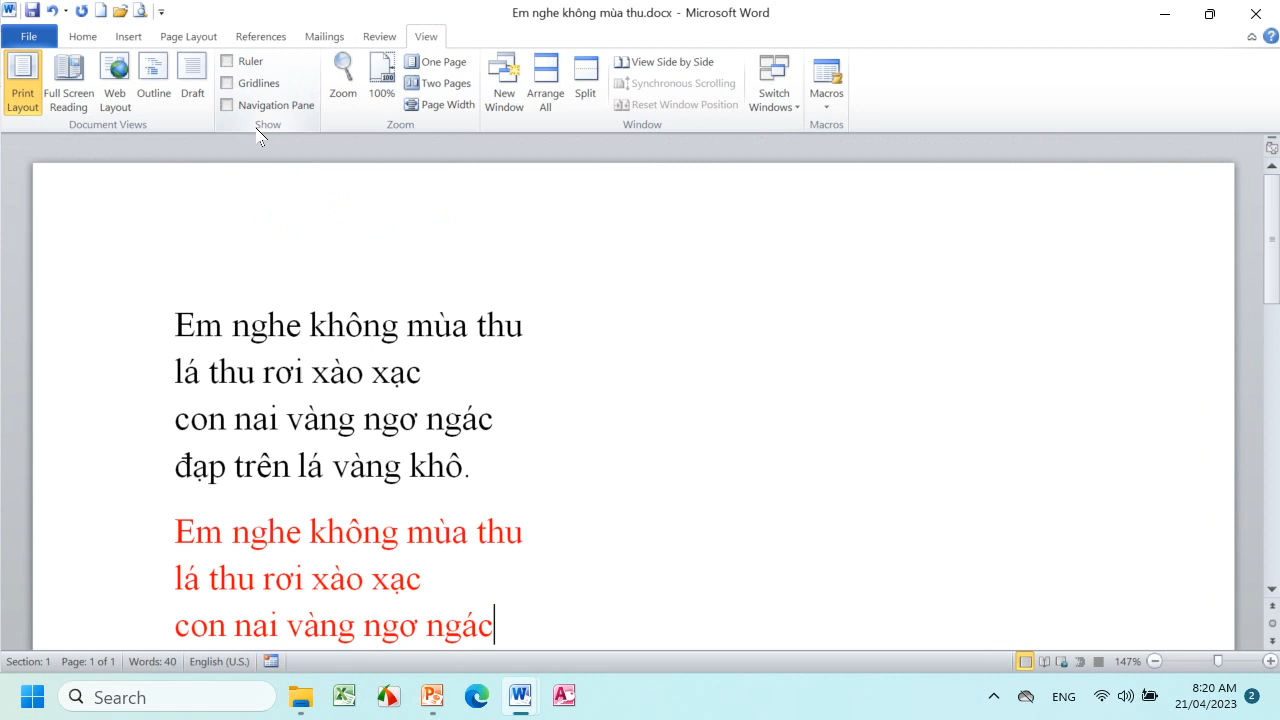 Em nghe không mùa thu.docx - Microsoft Word
File Home Insert Page Layout References Mailings Review View
Print Layout
Full Screen Reading
Web Layout
Outline
Draft
Document Views
Ruler
Gridlines
Navigation Pane
Show
Zoom
100%
One Page
Two Pages
Page Width
Zoom
New Window
Arrange All
Split
View Side by Side
Synchronous Scrolling
Reset Window Position
Switch Windows
Window
Macros
Macros
Em nghe không mùa thu
lá thu rơi xào xạc
con nai vàng ngơ ngác
đạp trên lá vàng khô.
Em nghe không mùa thu
lá thu rơi xào xạc
con nai vàng ngơ ngác
Section: 1 Page: 1 of 1 Words: 40 English (U.S.) 147%
Search
ENG
8:20 AM
21/04/2023
2